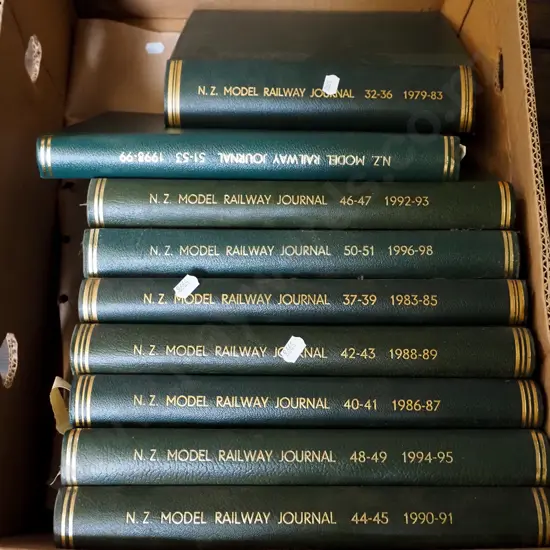 N. Z. MODEL RAILWAY JOURNAL 32-36 1979-83
N.Z. MODEL RAILWAY JOURNAL 51-53 1998-99
N. Z. MODEL RAILWAY JOURNAL 46-47 1992-93
N. Z. MODEL RAILWAY JOURNAL 50-51 1996-98
N. Z. MODEL RAILWAY JOURNAL 37-39 1983-85
N. Z. MODEL RAILWAY JOURNAL 42-43 1988-89
N. Z. MODEL RAILWAY JOURNAL 40-41 1986-87
N. Z. MODEL RAILWAY JOURNAL 48-49 1994-95
N. Z. MODEL RAILWAY JOURNAL 44-45 1990-91